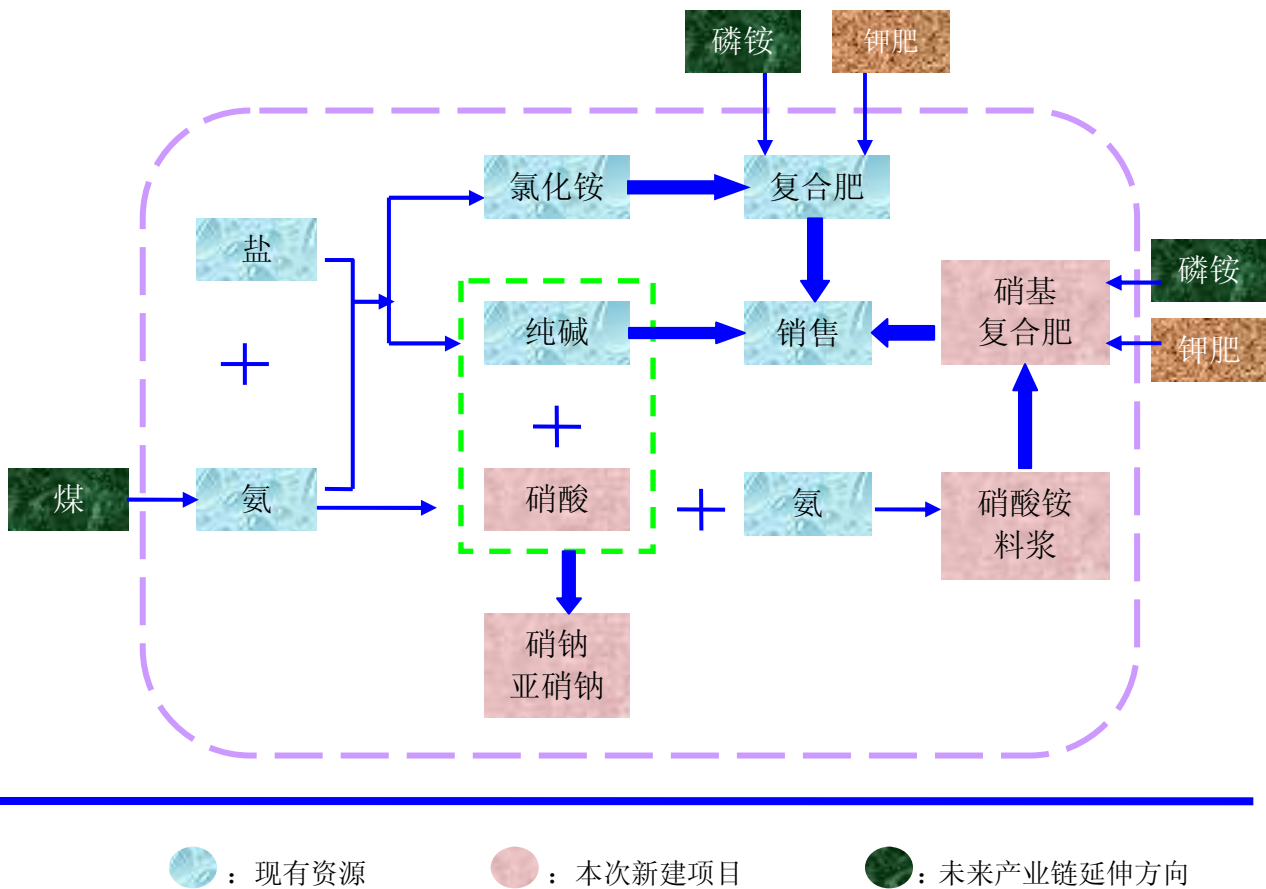 磷铵
钾肥
氯化铵
复合肥
盐
磷铵
硝基
复合肥
纯碱
销售
钾肥
煤
氨
硝酸
氨
硝酸铵
料浆
硝钠
亚硝钠
：现有资源
：本次新建项目
：未来产业链延伸方向